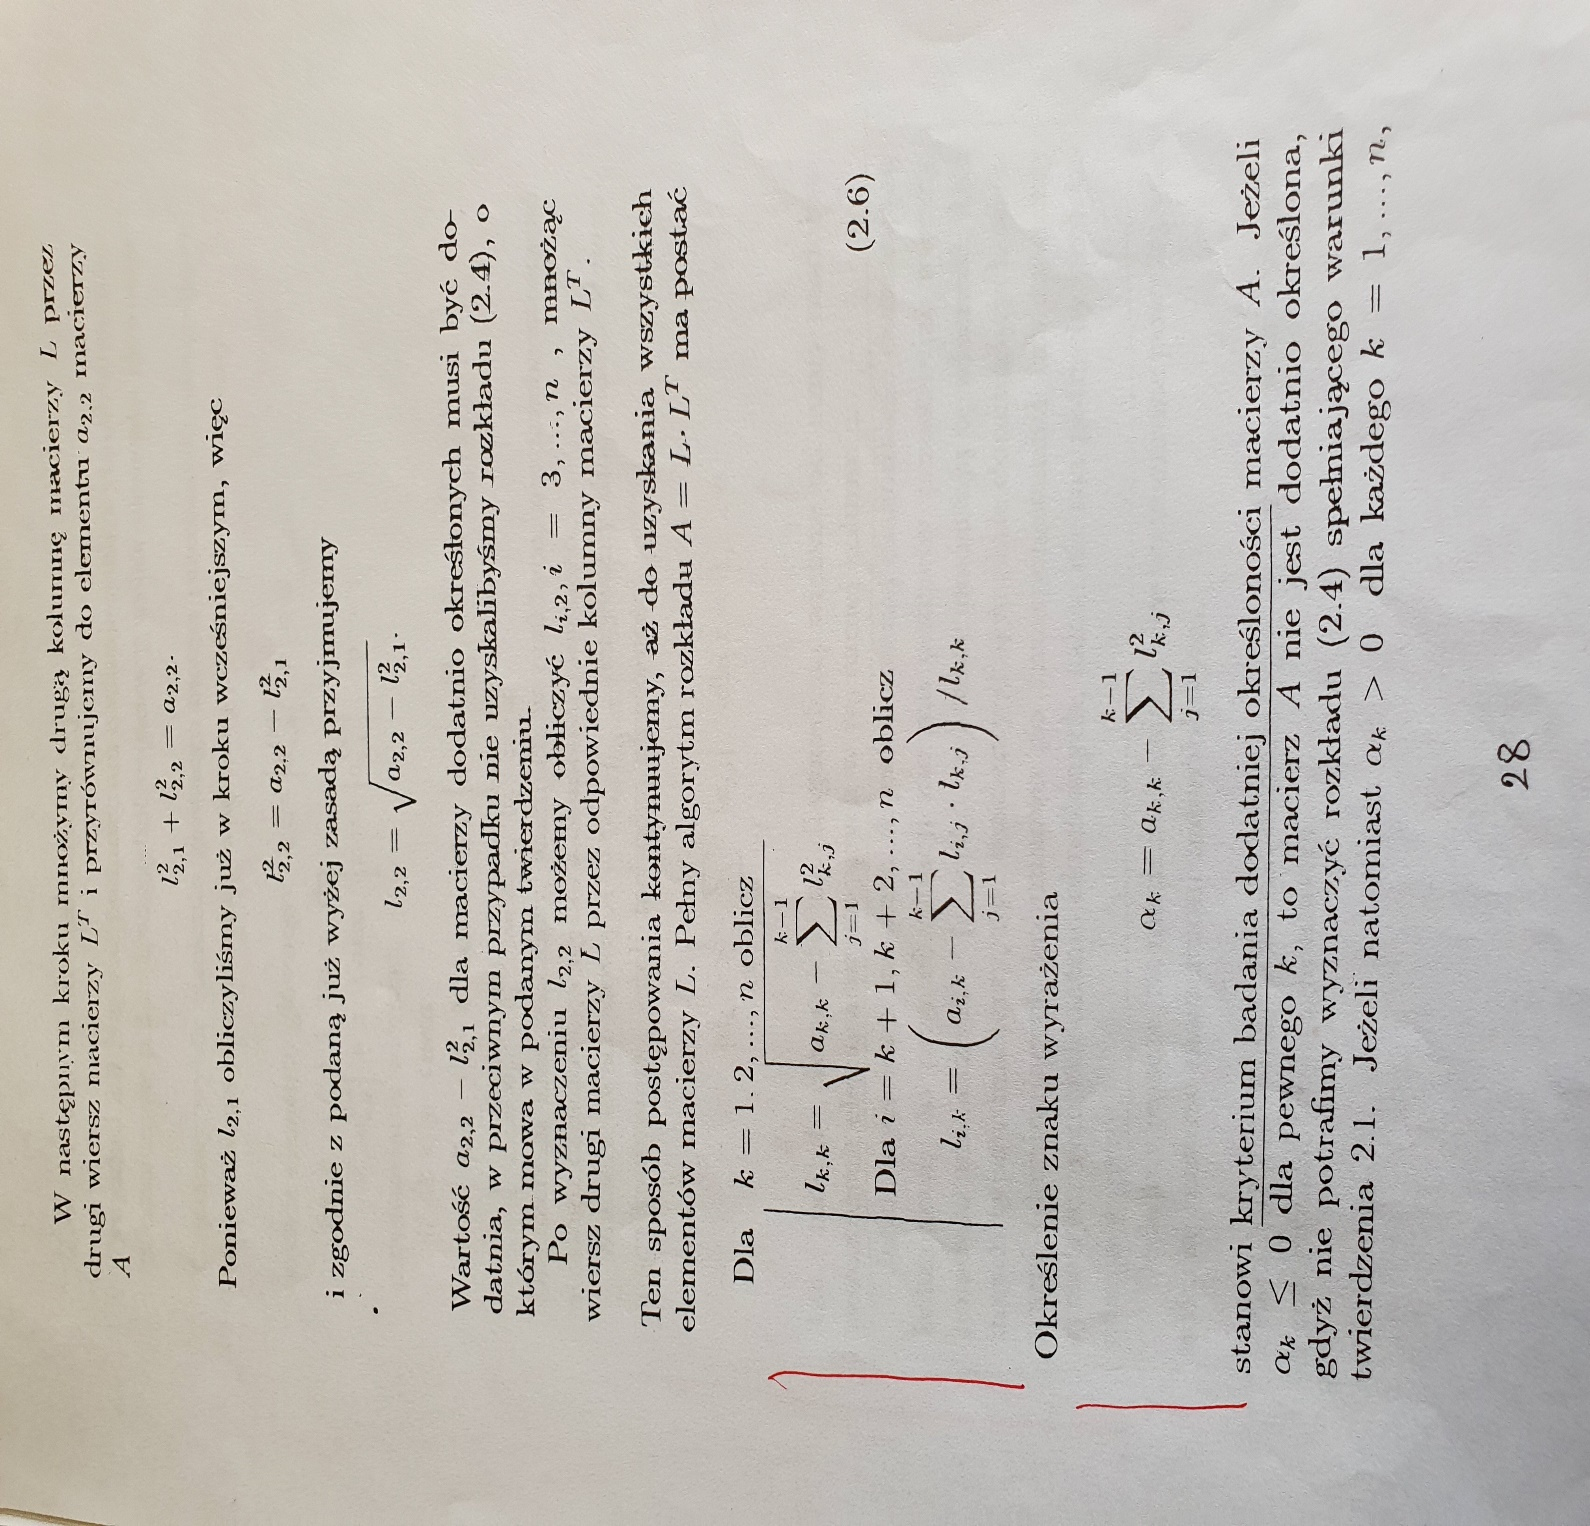 W następnym kroku mnożymy drugą kolumnę macierzy L przez
drugi wiersz macierzy L^T i przyrównujemy do elementu a_{2,2} macierzy
A
l_{2,1}^2 + l_{2,2}^2 = a_{2,2}.
Ponieważ l_{2,1} obliczyliśmy już w kroku wcześniejszym, więc
l_{2,2}^2 = a_{2,2} − l_{2,1}^2
i zgodnie z podaną już wyżej zasadą przyjmujemy
l_{2,2} = √(a_{2,2} − l_{2,1}^2).
Wartość a_{2,2} − l_{2,1}^2 dla macierzy dodatnio określonych musi być do-
datnia, w przeciwnym przypadku nie uzyskalibyśmy rozkładu (2.4), o
którym mowa w podanym twierdzeniu.
Po wyznaczeniu l_{2,2} możemy obliczyć l_{i,2}, i = 3, ..., n , mnożąc
wiersz drugi macierzy L przez odpowiednie kolumny macierzy L^T.
Ten sposób postępowania kontynuujemy, aż do uzyskania wszystkich
elementów macierzy L. Pełny algorytm rozkładu A = L · L^T ma postać
Dla k = 1, 2, ..., n oblicz
l_{k,k} = √(a_{k,k} − ∑_{j=1}^{k−1} l_{k,j}^2)
(2.6)
Dla i = k + 1, k + 2, ..., n oblicz
l_{i,k} = (a_{i,k} − ∑_{j=1}^{k−1} l_{i,j} · l_{k,j}) / l_{k,k}
Określenie znaku wyrażenia
α_k = a_{k,k} − ∑_{j=1}^{k−1} l_{k,j}^2
stanowi kryterium badania dodatniej określoności macierzy A. Jeżeli
α_k ≤ 0 dla pewnego k, to macierz A nie jest dodatnio określona,
gdyż nie potrafimy wyznaczyć rozkładu (2.4) spełniającego warunki
twierdzenia 2.1. Jeżeli natomiast α_k > 0 dla każdego k = 1, ..., n,
28